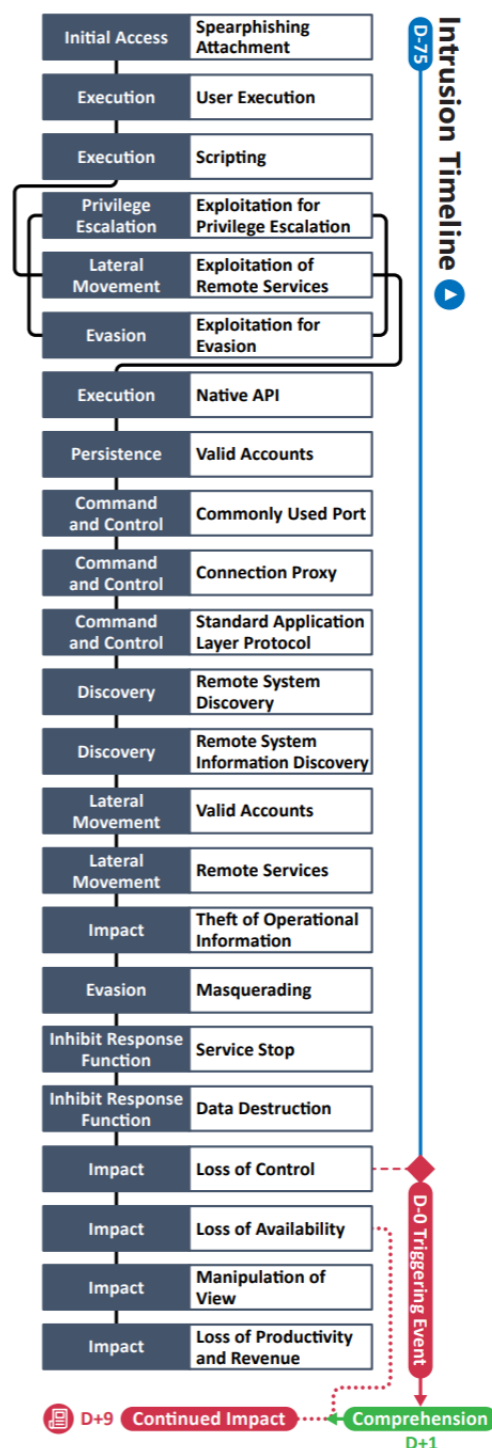 Intrusion Timeline
D-75
Initial Access
Spearphishing
Attachment
Execution
User Execution
Execution
Scripting
Privilege
Escalation
Exploitation for
Privilege Escalation
Lateral
Movement
Exploitation of
Remote Services
Evasion
Exploitation for
Evasion
Execution
Native API
Persistence
Valid Accounts
Command
and Control
Commonly Used Port
Command
and Control
Connection Proxy
Command
and Control
Standard Application
Layer Protocol
Discovery
Remote System
Discovery
Discovery
Remote System
Information Discovery
Lateral
Movement
Valid Accounts
Lateral
Movement
Remote Services
Impact
Theft of Operational
Information
Evasion
Masquerading
Inhibit Response
Function
Service Stop
Inhibit Response
Function
Data Destruction
Impact
Loss of Control
Impact
Loss of Availability
Impact
Manipulation of
View
Impact
Loss of Productivity
and Revenue
D-0 Triggering Event
D+9
Continued Impact
Comprehension
D+1